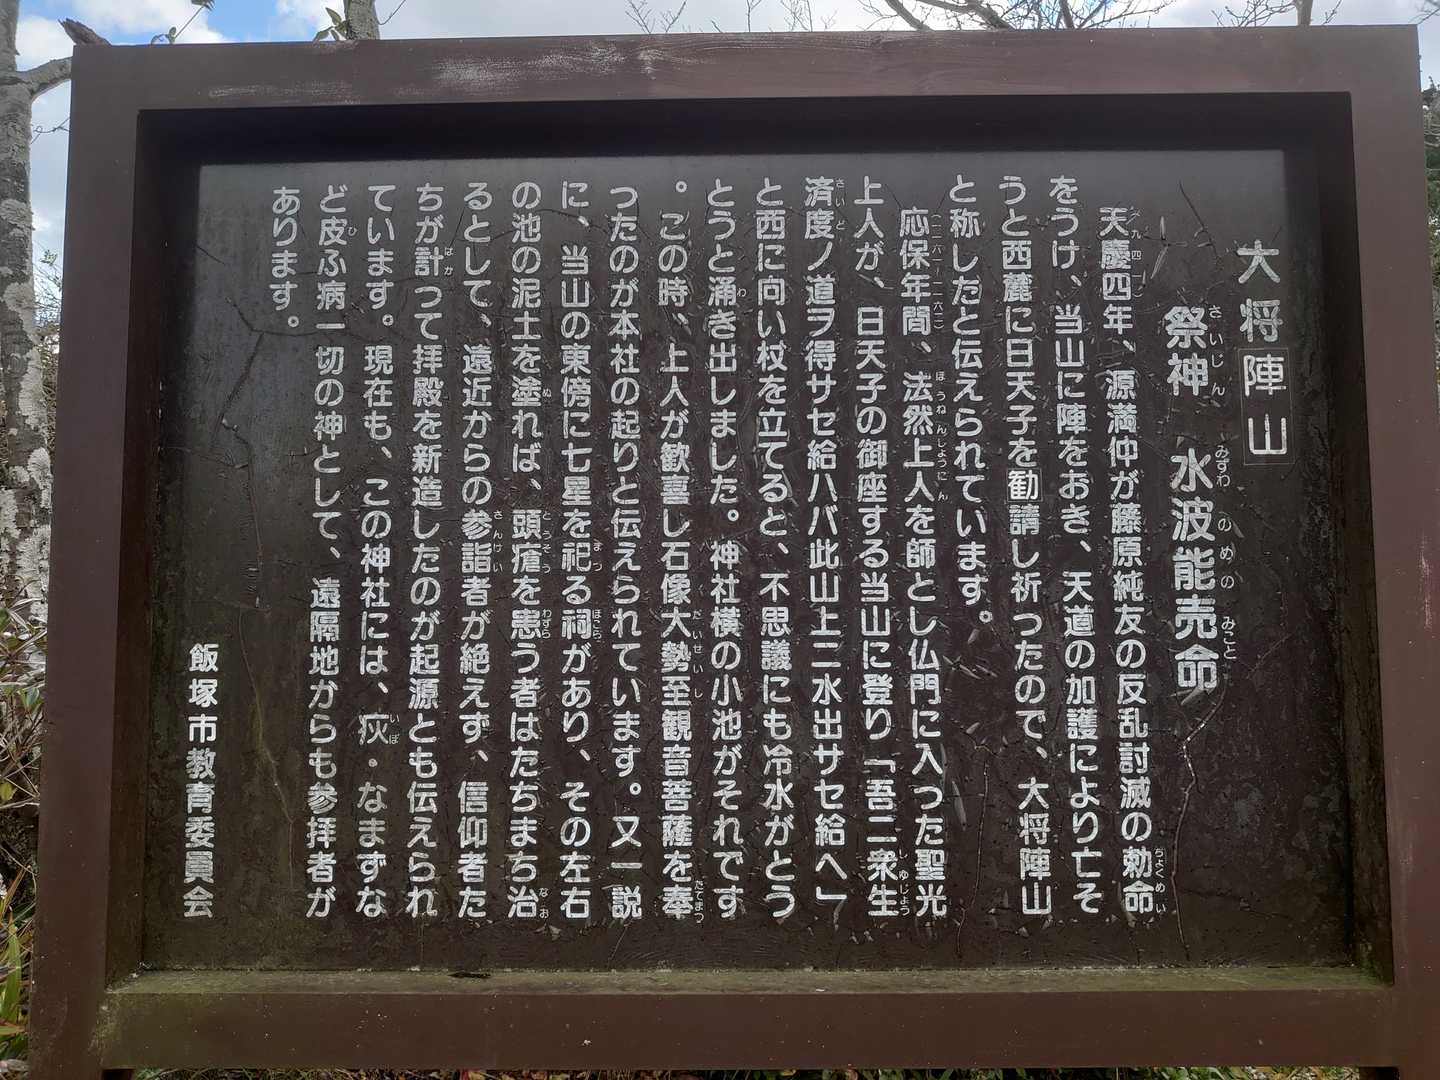 大将陣山
祭神　水波能売命
天慶四年、源満仲が藤原純友の反乱討滅の勅命
をうけ、当山に陣をおき、天道の加護により亡そ
うと西麓に日天子を勧請し祈ったので、大将陣山
と称したと伝えられています。
応保年間、法然上人を師とし仏門に入った聖光
上人が、日天子の御座する当山に登り「吾ニ衆生
済度ノ道ヲ得サセ給ハバ此山上ニ水出サセ給へ」
と西に向い杖を立てると、不思議にも冷水がとう
とうと涌き出しました。神社横の小池がそれです
。この時、上人が歓喜し石像大勢至観音菩薩を奉
ったのが本社の起りと伝えられています。又一説
に、当山の東傍に七星を祀る祠があり、その左右
の池の泥土を塗れば、頭瘡を患う者はたちまち治
るとして、遠近からの参詣者が絶えず、信仰者た
ちが計って拝殿を新造したのが起源とも伝えられ
ています。現在も、この神社には、疣・なまずな
ど皮ふ病一切の神として、遠隔地からも参拝者が
あります。
飯塚市教育委員会